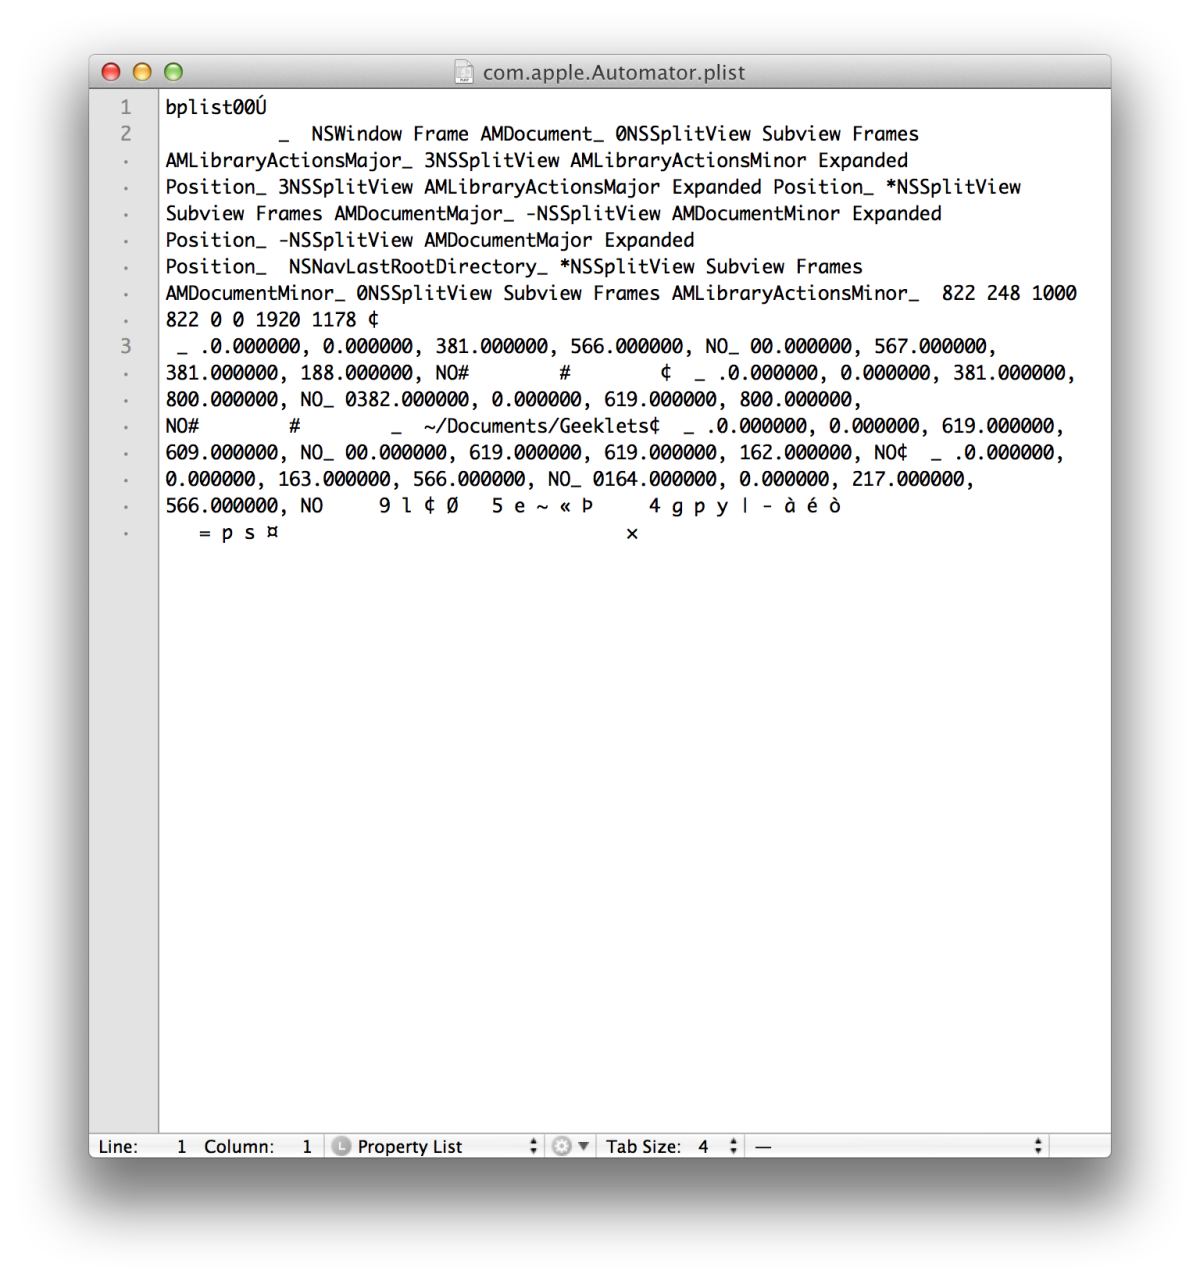 com.apple.Automator.plist
1 bplist00Ú
2 _ NSWindow Frame AMDocument_ 0NSSplitView Subview Frames
AMLibraryActionsMajor_ 3NSSplitView AMLibraryActionsMinor Expanded
Position_ 3NSSplitView AMLibraryActionsMajor Expanded Position_ *NSSplitView
Subview Frames AMDocumentMajor_ -NSSplitView AMDocumentMinor Expanded
Position_ -NSSplitView AMDocumentMajor Expanded
Position_ NSNavLastRootDirectory_ *NSSplitView Subview Frames
AMDocumentMinor_ 0NSSplitView Subview Frames AMLibraryActionsMinor_ 822 248 1000
822 0 0 1920 1178 ¢
3 _ .0.000000, 0.000000, 381.000000, 566.000000, NO_ 00.000000, 567.000000,
381.000000, 188.000000, NO# # ¢ _ .0.000000, 0.000000, 381.000000,
800.000000, NO_ 0382.000000, 0.000000, 619.000000, 800.000000,
NO# # _ ~/Documents/Geeklets¢ _ .0.000000, 0.000000, 619.000000,
609.000000, NO_ 00.000000, 619.000000, 619.000000, 162.000000, NO¢ _ .0.000000,
0.000000, 163.000000, 566.000000, NO_ 0164.000000, 0.000000, 217.000000,
566.000000, NO 9 l ¢ Ø 5 e ~ « Þ 4 g p y | - à é ò
= p s ¤ ×
Line: 1 Column: 1 L Property List Tab Size: 4 —